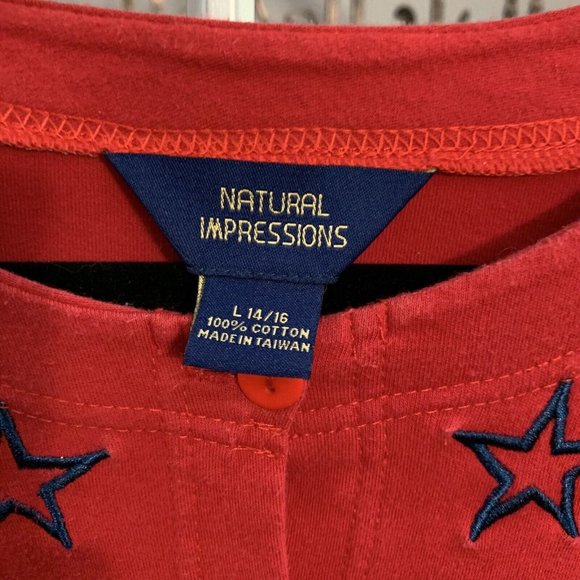 NATURAL
IMPRESSIONS
L 14/16
100% COTTON
MADE IN TAIWAN